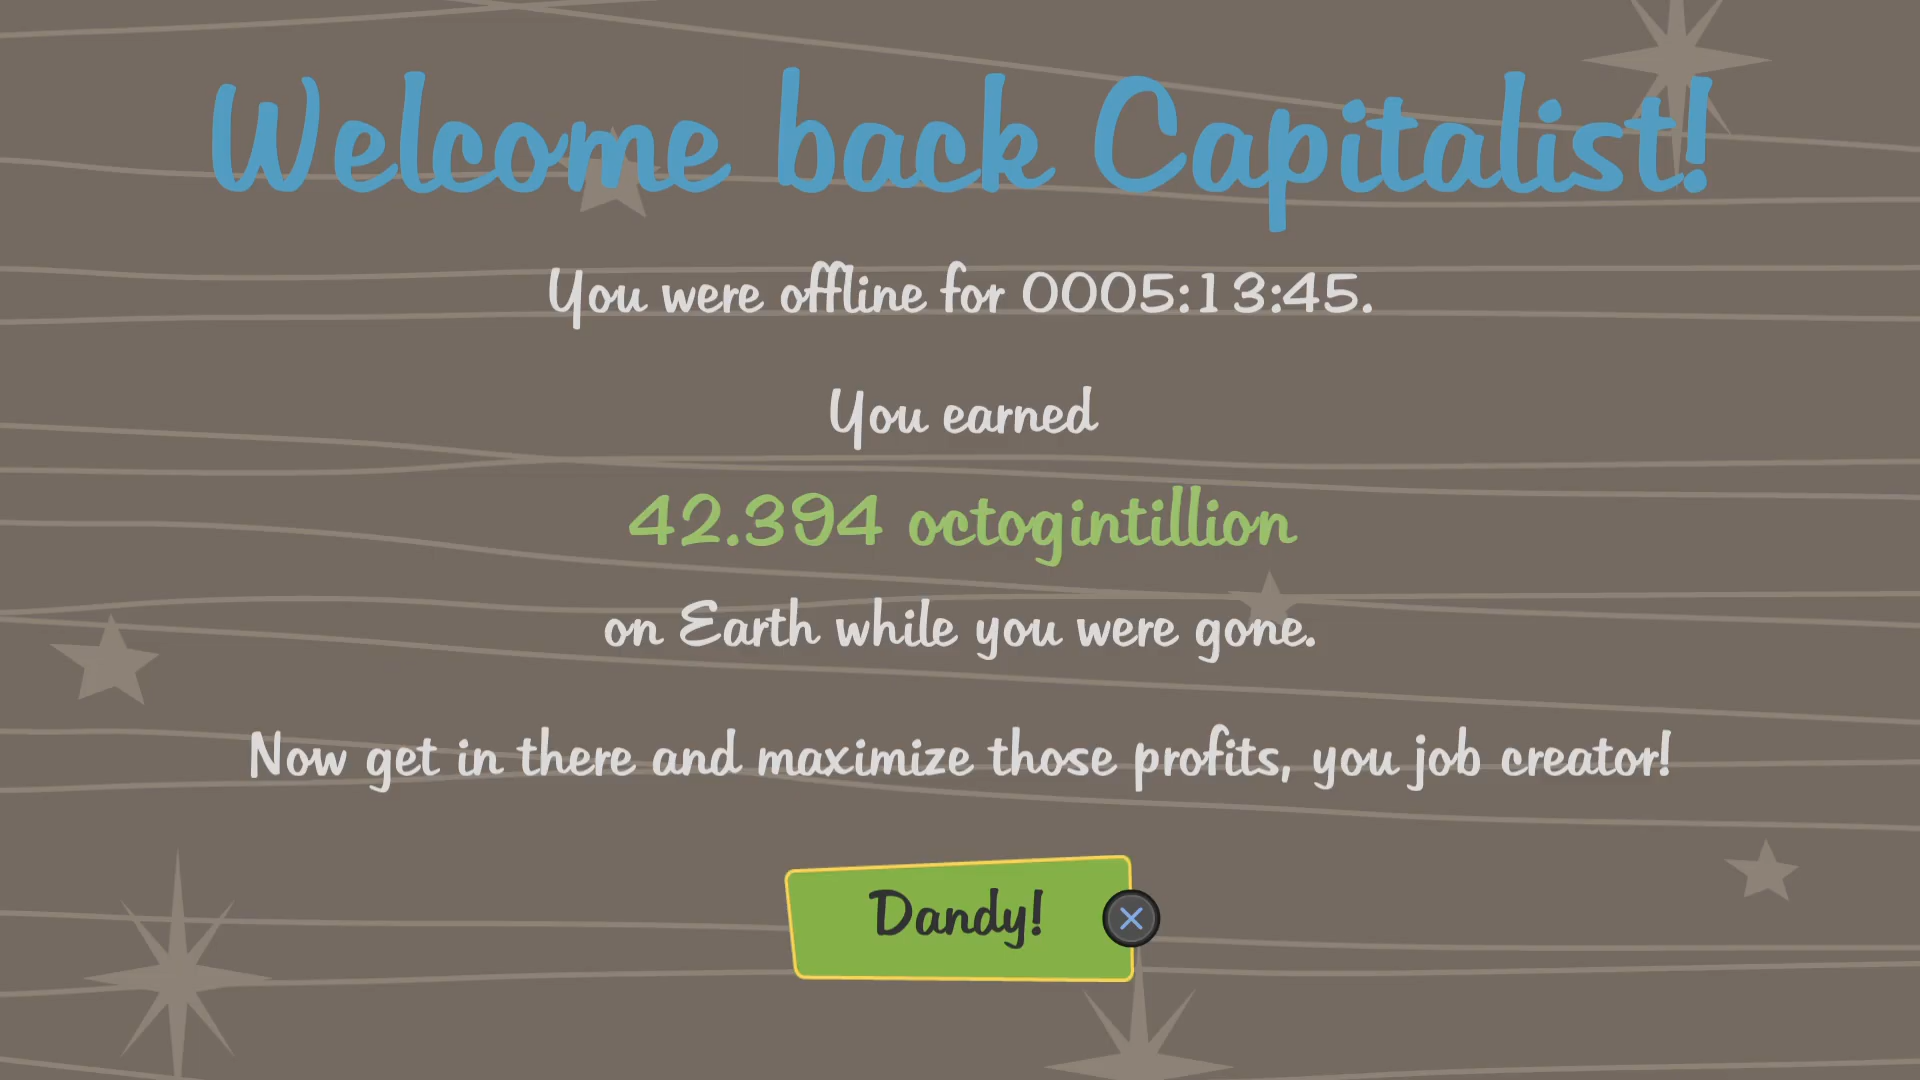 Welcome back Capitalist!
You were offline for 0005:13:45.
You earned
42.394 octogintillion
on Earth while you were gone.
Now get in there and maximize those profits, you job creator!
Dandy!